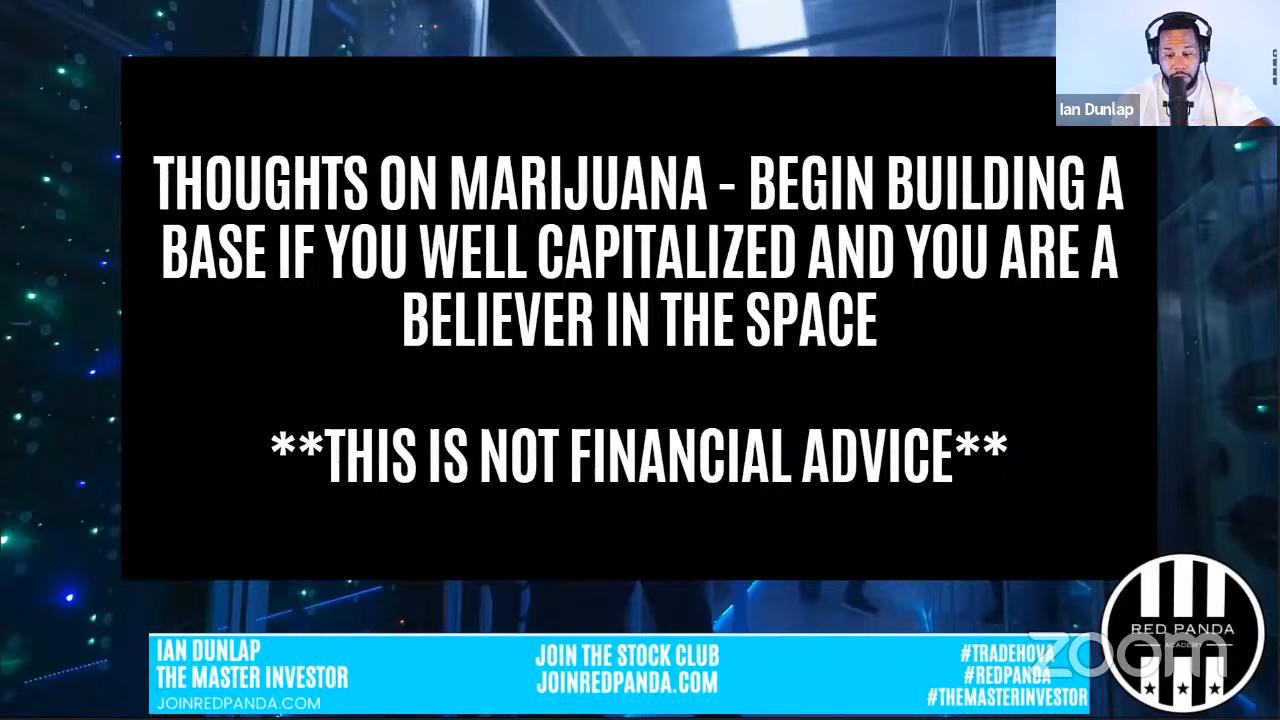 Ian Dunlap
THOUGHTS ON MARIJUANA - BEGIN BUILDING A
BASE IF YOU WELL CAPITALIZED AND YOU ARE A
BELIEVER IN THE SPACE
**THIS IS NOT FINANCIAL ADVICE**
IAN DUNLAP
THE MASTER INVESTOR
JOINREDPANDA.COM
JOIN THE STOCK CLUB
JOINREDPANDA.COM
#TRADEHOVA
#REDPANDA
#THEMASTERINVESTOR
RED PANDA
ACADEMY
zoom